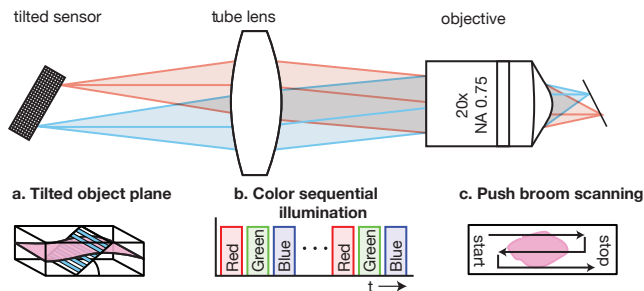 tilted sensor
tube lens
objective
20x
NA 0.75
a. Tilted object plane
b. Color sequential
illumination
c. Push broom scanning
Red
Green
Blue
...
Red
Green
Blue
t
start
stop